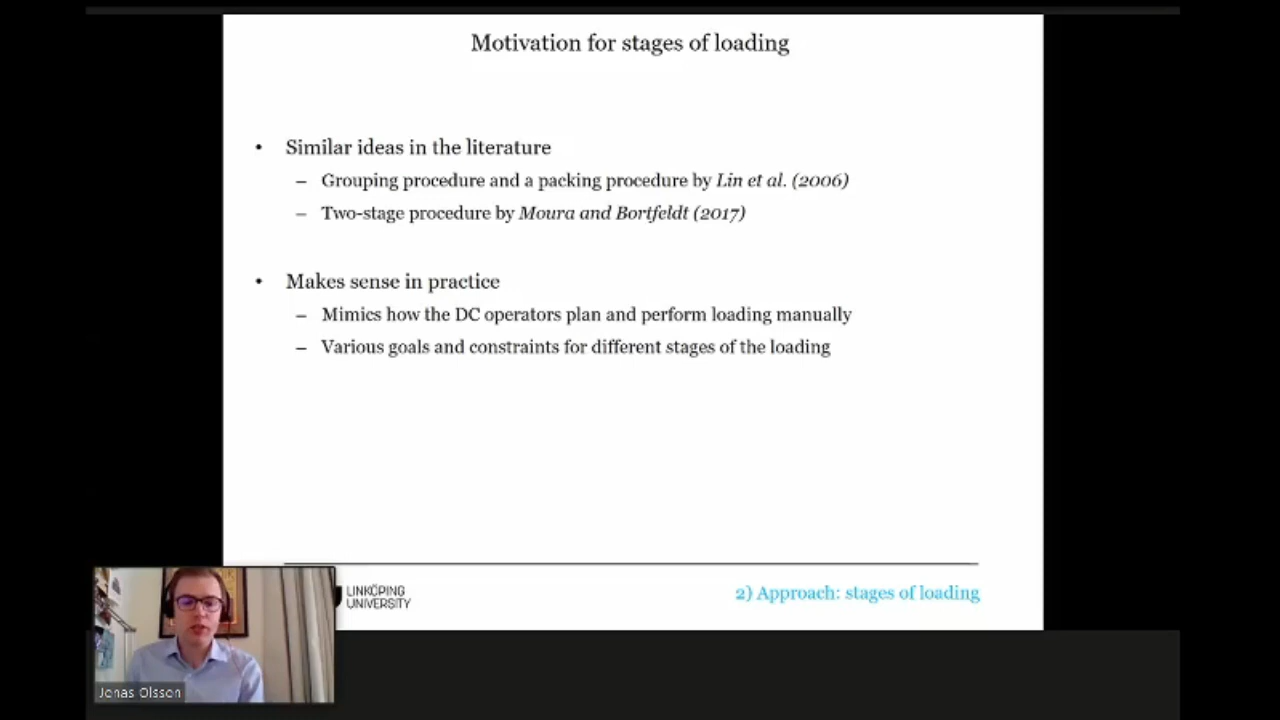 Motivation for stages of loading
• Similar ideas in the literature
– Grouping procedure and a packing procedure by Lin et al. (2006)
– Two-stage procedure by Moura and Bortfeldt (2017)
• Makes sense in practice
– Mimics how the DC operators plan and perform loading manually
– Various goals and constraints for different stages of the loading
LINKÖPING
UNIVERSITY
2) Approach: stages of loading
Jonas Olsson